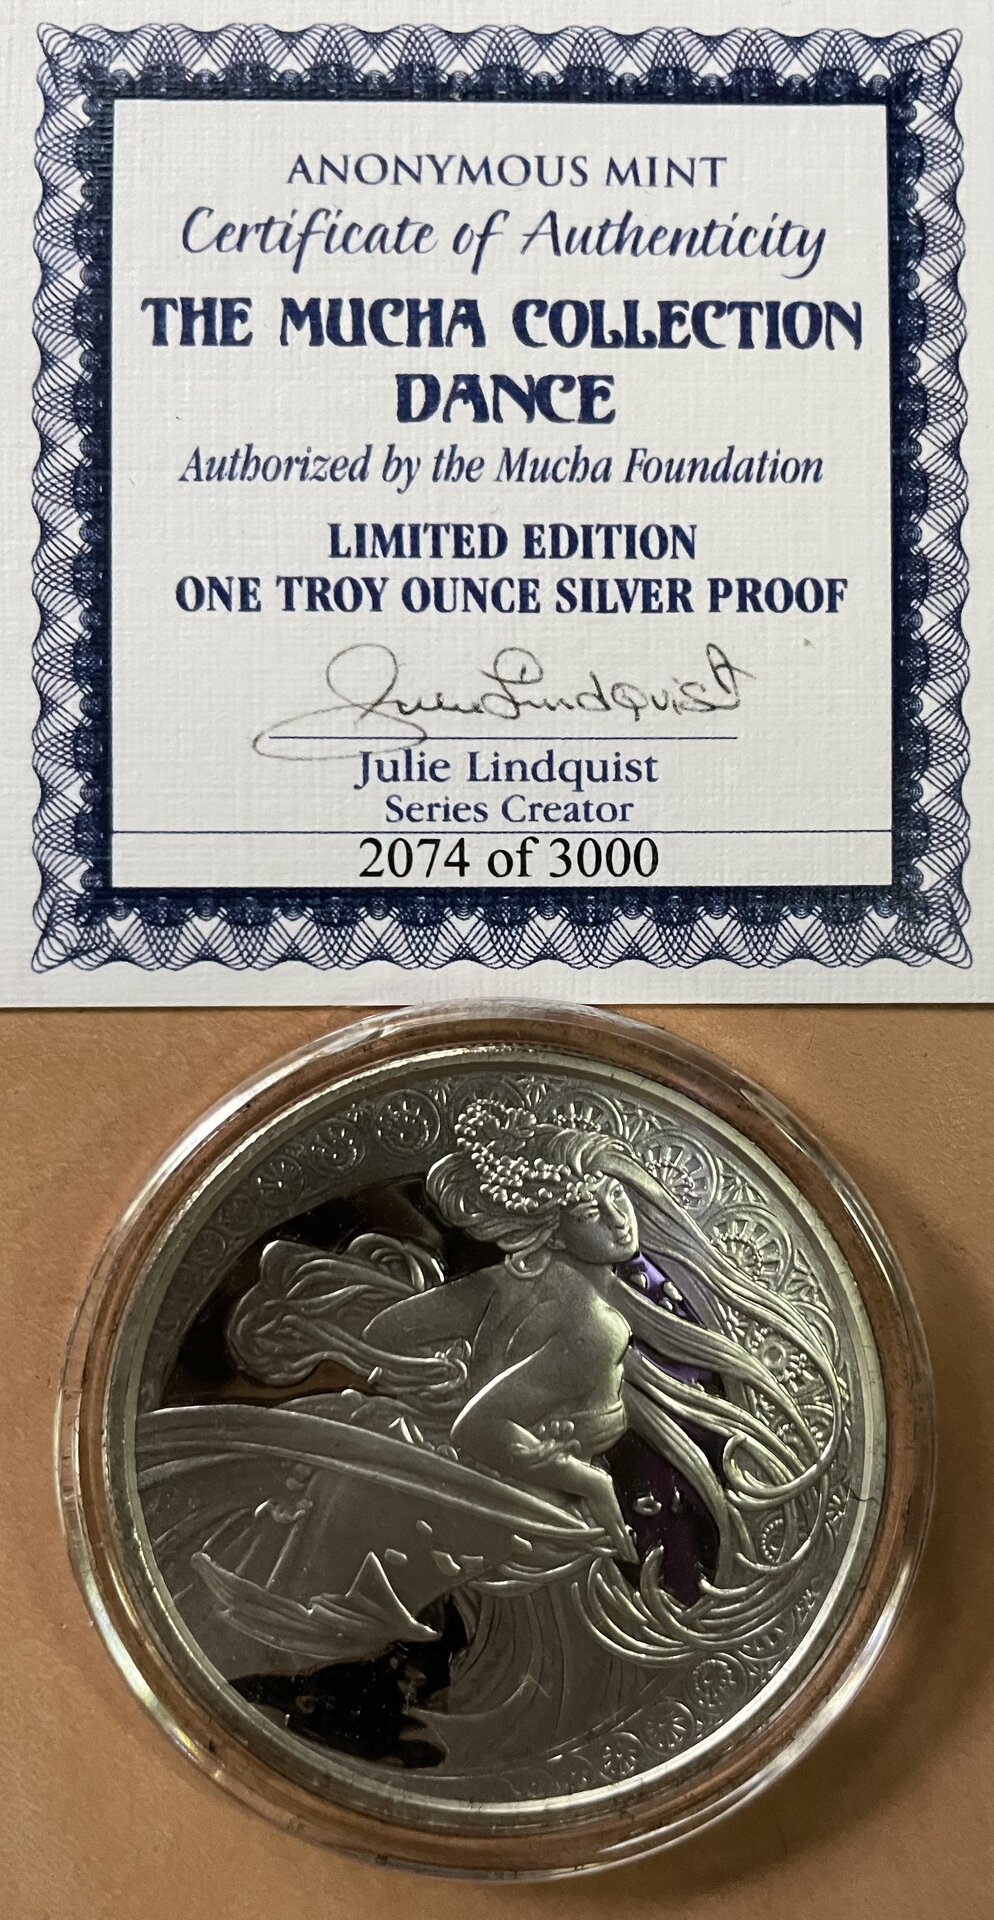 ANONYMOUS MINT
Certificate of Authenticity
THE MUCHA COLLECTION
DANCE
Authorized by the Mucha Foundation
LIMITED EDITION
ONE TROY OUNCE SILVER PROOF
Julie Lindquist
Julie Lindquist
Series Creator
2074 of 3000